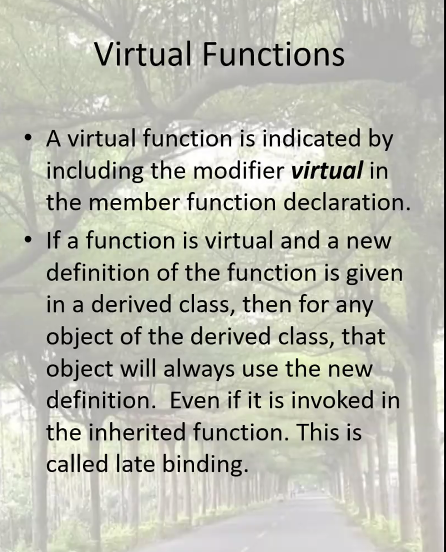 Virtual Functions
• A virtual function is indicated by
including the modifier virtual in
the member function declaration.
• If a function is virtual and a new
definition of the function is given
in a derived class, then for any
object of the derived class, that
object will always use the new
definition.  Even if it is invoked in
the inherited function. This is
called late binding.